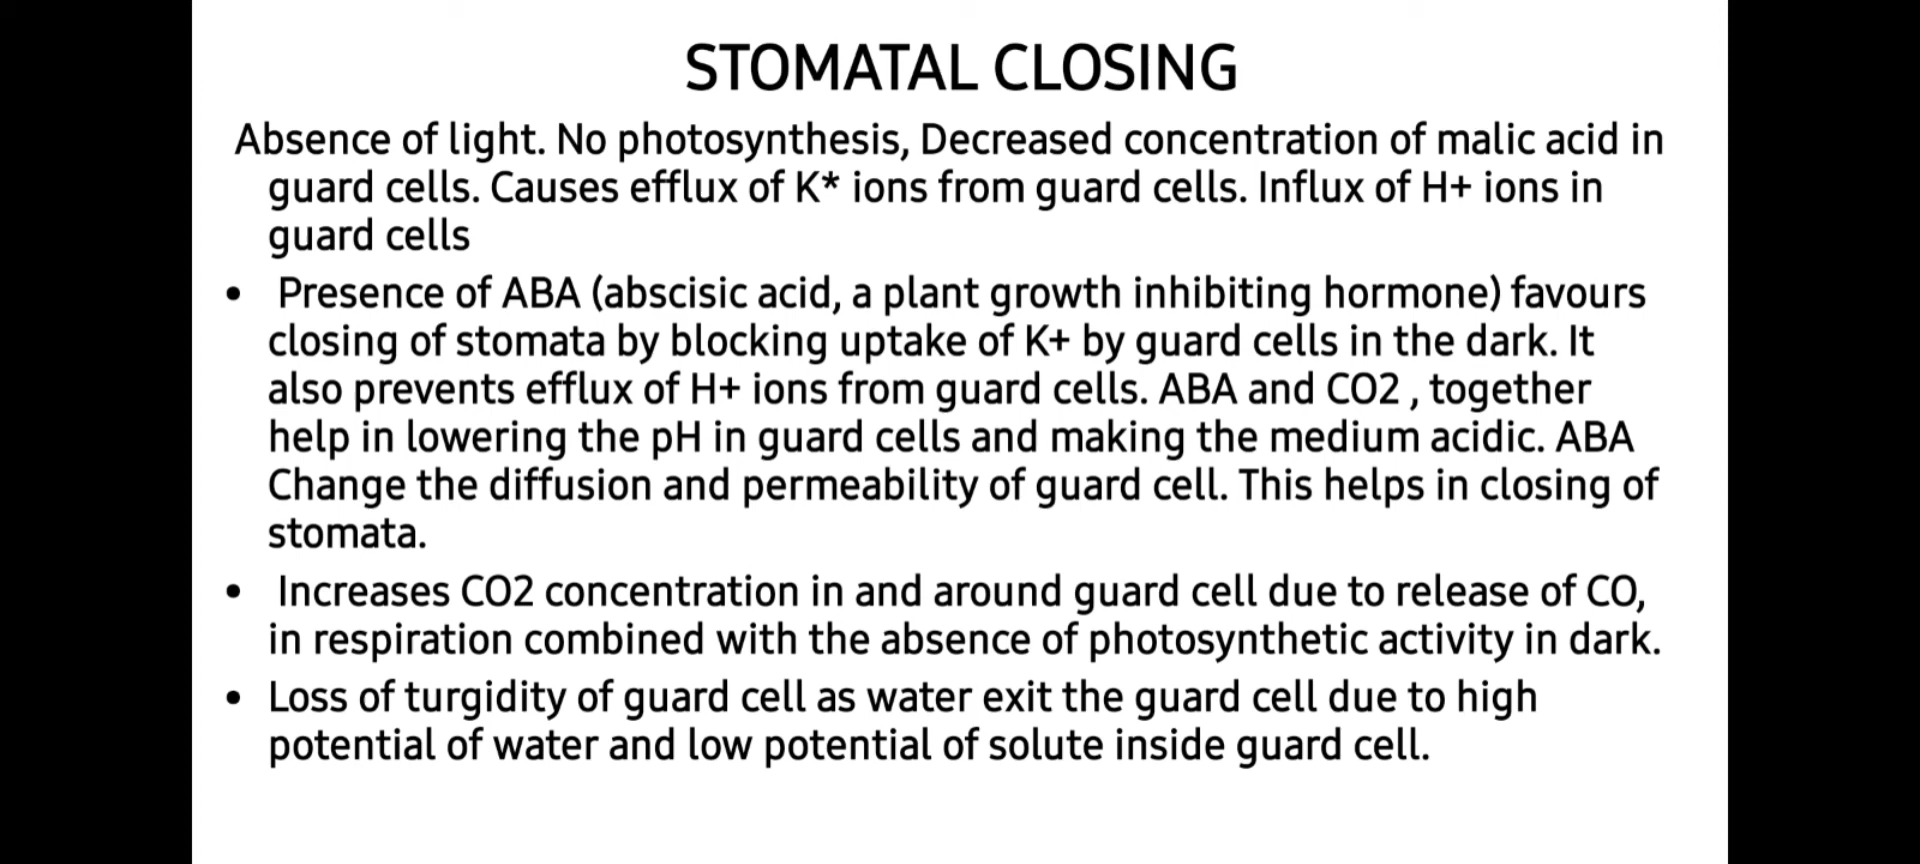 STOMATAL CLOSING
Absence of light. No photosynthesis, Decreased concentration of malic acid in
guard cells. Causes efflux of K* ions from guard cells. Influx of H+ ions in
guard cells
• Presence of ABA (abscisic acid, a plant growth inhibiting hormone) favours
closing of stomata by blocking uptake of K+ by guard cells in the dark. It
also prevents efflux of H+ ions from guard cells. ABA and CO2 , together
help in lowering the pH in guard cells and making the medium acidic. ABA
Change the diffusion and permeability of guard cell. This helps in closing of
stomata.
• Increases CO2 concentration in and around guard cell due to release of CO,
in respiration combined with the absence of photosynthetic activity in dark.
• Loss of turgidity of guard cell as water exit the guard cell due to high
potential of water and low potential of solute inside guard cell.